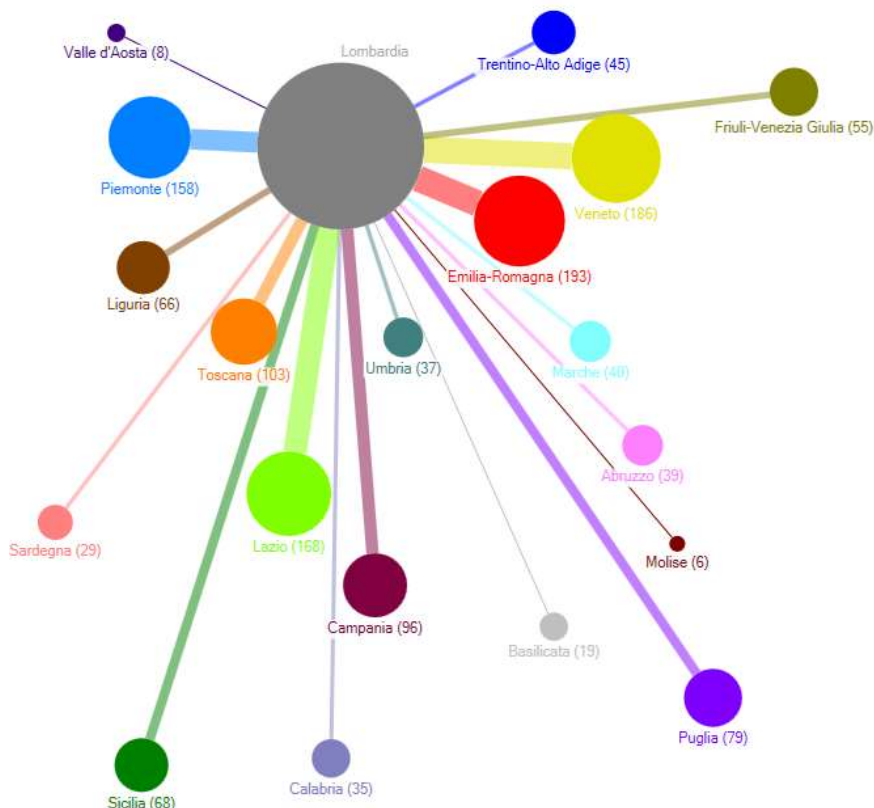 Lombardia
Valle d'Aosta (8)
Trentino-Alto Adige (45)
Friuli-Venezia Giulia (55)
Piemonte (158)
Veneto (186)
Emilia-Romagna (193)
Liguria (66)
Toscana (103)
Umbria (37)
Marche (40)
Abruzzo (39)
Sardegna (29)
Lazio (168)
Molise (6)
Campania (96)
Basilicata (19)
Puglia (79)
Calabria (35)
Sicilia (68)